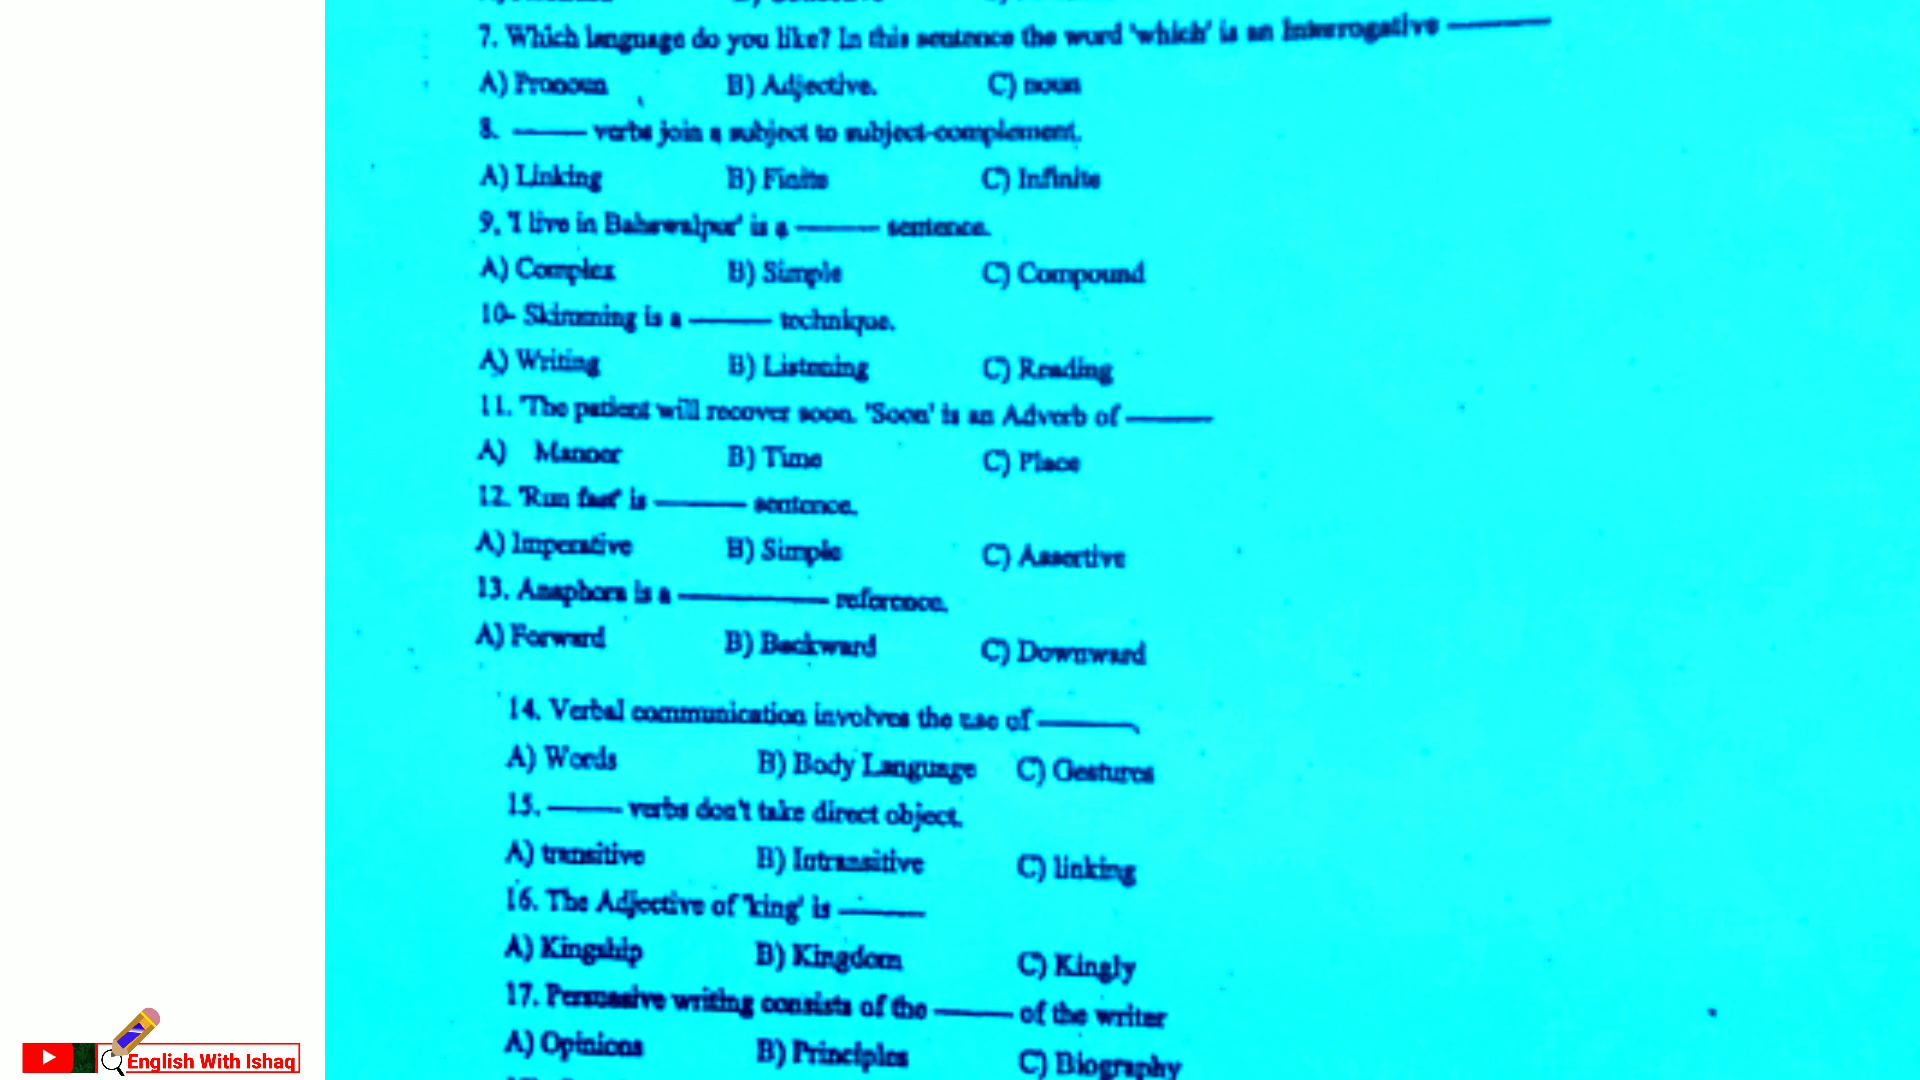 7. Which language do you like? In this sentence the word 'which' is an Interrogative ———
A) Pronoun B) Adjective. C) noun
8. ——— verbs join a subject to subject-complement.
A) Linking B) Finite C) Infinite
9, 'I live in Bahawalpur' is a ——— sentence.
A) Complex B) Simple C) Compound
10- Skimming is a ——— technique.
A) Writing B) Listening C) Reading
11. 'The patient will recover soon. 'Soon' is an Adverb of ———
A) Manner B) Time C) Place
12. 'Run fast' is ——— sentence.
A) Imperative B) Simple C) Assertive
13. Anaphora is a ——— reference.
A) Forward B) Backward C) Downward
14. Verbal communication involves the use of ———
A) Words B) Body Language C) Gestures
15. ——— verbs don't take direct object.
A) transitive B) Intransitive C) linking
16. The Adjective of 'king' is ———
A) Kingship B) Kingdom C) Kingly
17. Persuasive writing consists of the ——— of the writer
A) Opinions B) Principles C) Biography
English With Ishaq